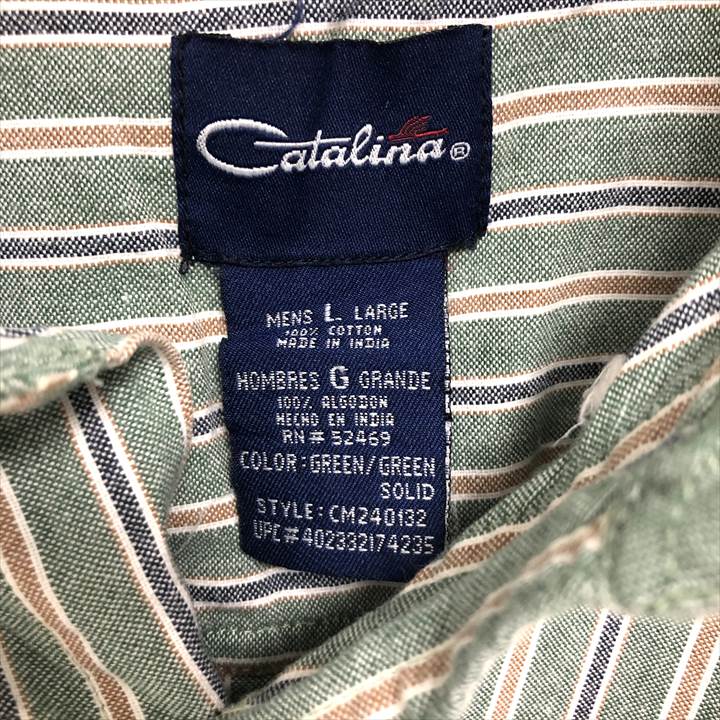 Catalina®
MENS L LARGE
100% COTTON
MADE IN INDIA
HOMBRES G GRANDE
100% ALGODON
HECHO EN INDIA
RN# 52469
COLOR:GREEN/GREEN
SOLID
STYLE: CM240132
UPC#402332174235